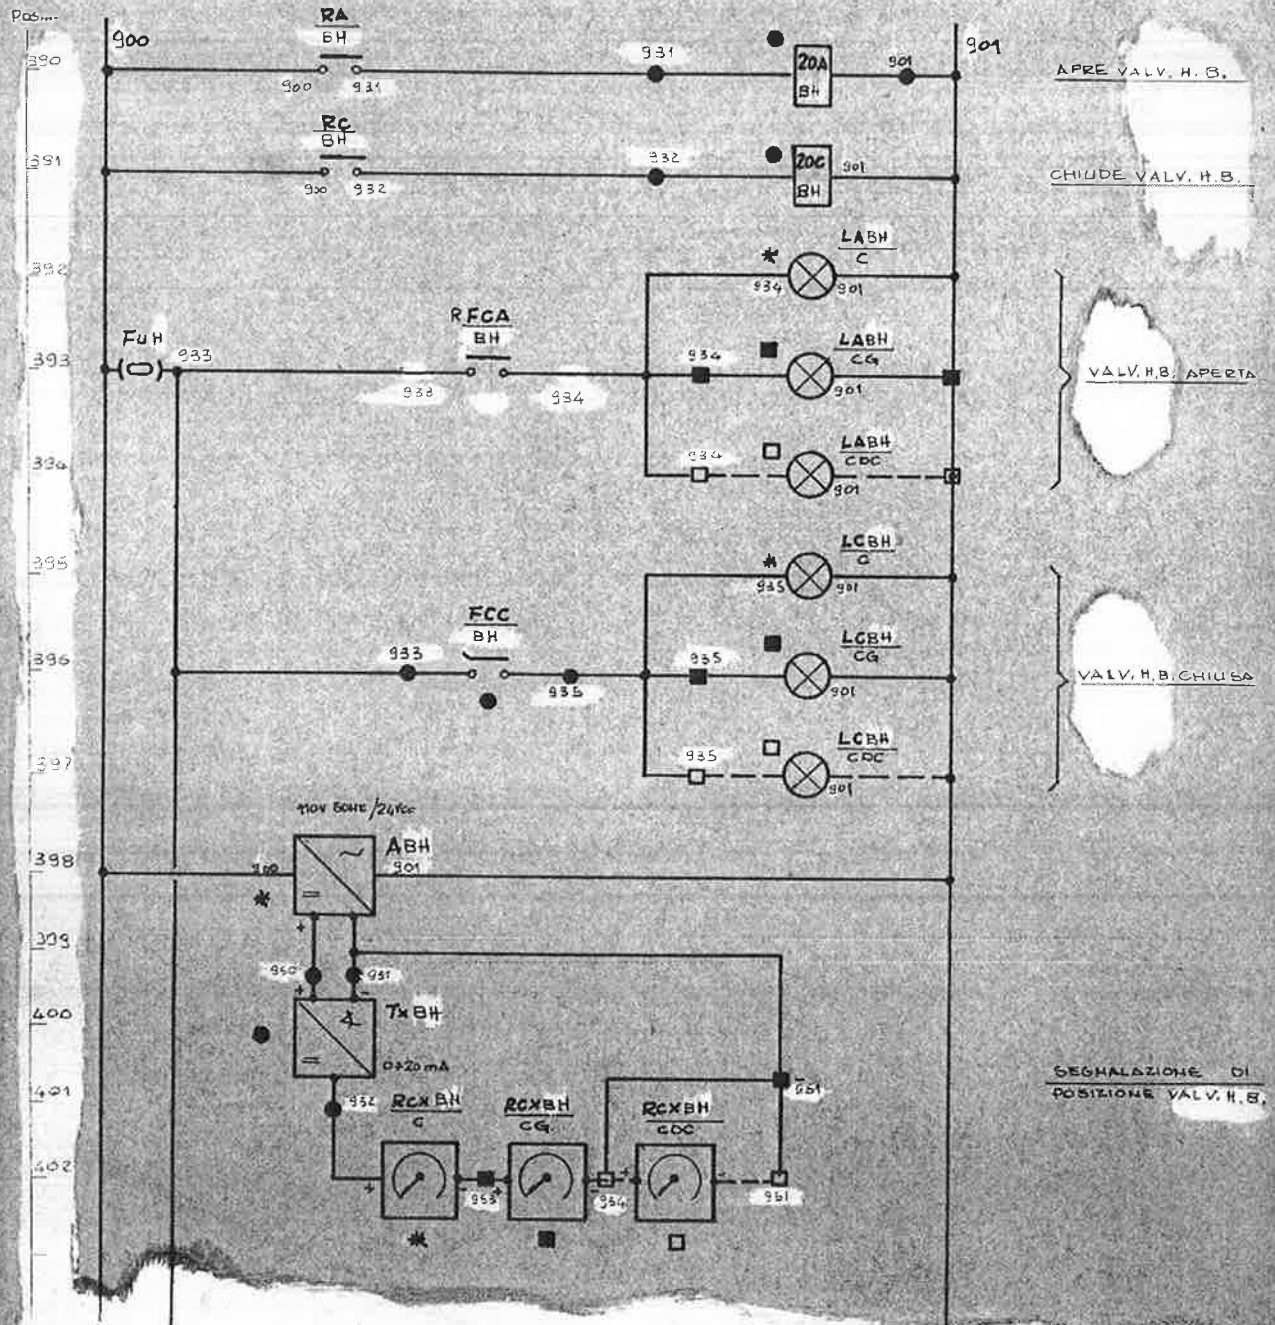 Pos...
900
901
390
RA
BH
900
931
931
20A
BH
901
APRE VALV. H.B.
391
RC
BH
900
932
932
20C
BH
901
CHIUDE VALV. H.B.
392
934
LABH
C
901
393
FUH
933
933
RFCA
BH
934
934
LABH
CG
901
VALV. H.B. APERTA
394
934
LABH
CDC
901
395
935
LCBH
C
901
396
933
FCC
BH
935
935
LCBH
CG
901
VALV. H.B. CHIUSA
397
935
LCBH
CDC
901
398
900
ABH
901
399
+
950
951
+ -
400
TxBH
0÷20mA
401
952
RCXBH
C
RCXBH
CG
RCXBH
CDC
- 951
SEGNALAZIONE DI
POSIZIONE VALV. H.B.
402
+ -
953
+ -
954
+ -
951